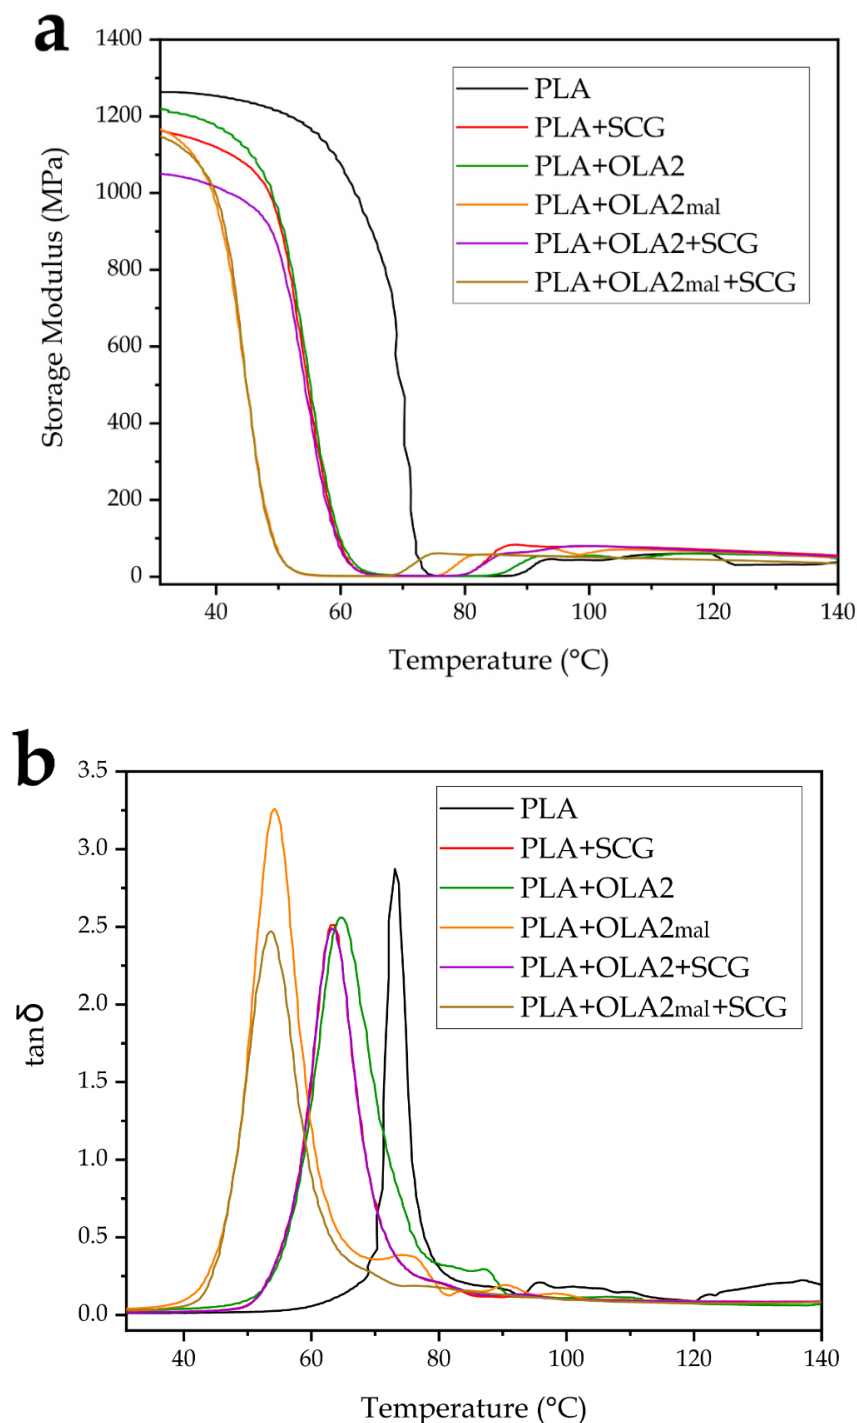 a
1400
1200
1000
800
600
400
200
0
Storage Modulus (MPa)
PLA
PLA+SCG
PLA+OLA2
PLA+OLA2mal
PLA+OLA2+SCG
PLA+OLA2mal+SCG
40 60 80 100 120 140
Temperature (°C)
b
3.5
3.0
2.5
2.0
1.5
1.0
0.5
0.0
tanδ
PLA
PLA+SCG
PLA+OLA2
PLA+OLA2mal
PLA+OLA2+SCG
PLA+OLA2mal+SCG
40 60 80 100 120 140
Temperature (°C)